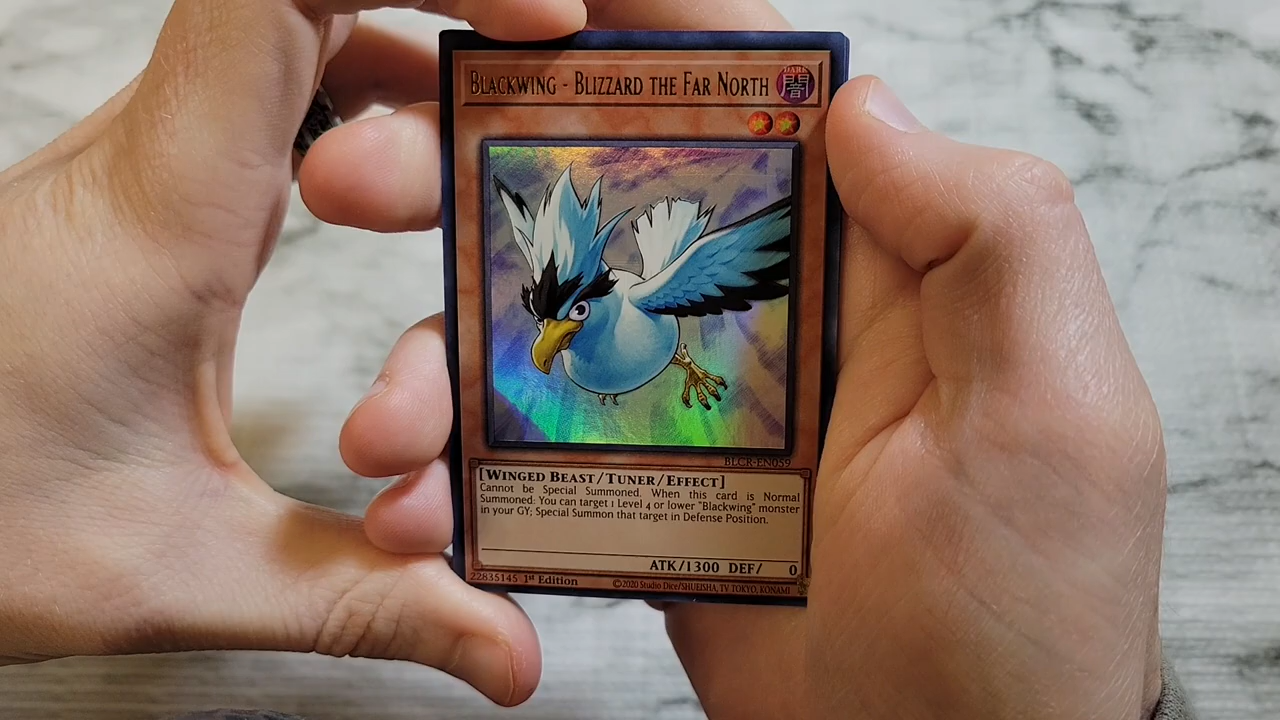 BLACKWING - BLIZZARD THE FAR NORTH
DARK
闇
BLCR-EN059
[WINGED BEAST/TUNER/EFFECT]
Cannot be Special Summoned. When this card is Normal
Summoned: You can target 1 Level 4 or lower "Blackwing" monster
in your GY; Special Summon that target in Defense Position.
ATK/1300 DEF/ 0
22835145 1st Edition
©2020 Studio Dice/SHUEISHA, TV TOKYO, KONAMI